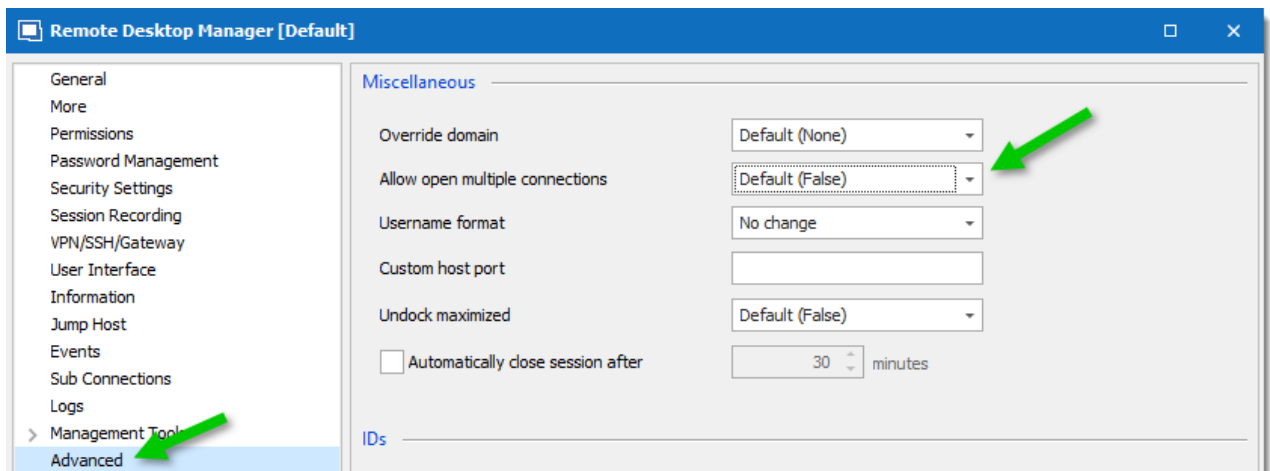 Remote Desktop Manager [Default]
General
More
Permissions
Password Management
Security Settings
Session Recording
VPN/SSH/Gateway
User Interface
Information
Jump Host
Events
Sub Connections
Logs
Management Tools
Advanced
Miscellaneous
Override domain Default (None)
Allow open multiple connections Default (False)
Username format No change
Custom host port
Undock maximized Default (False)
Automatically close session after 30 minutes
IDs